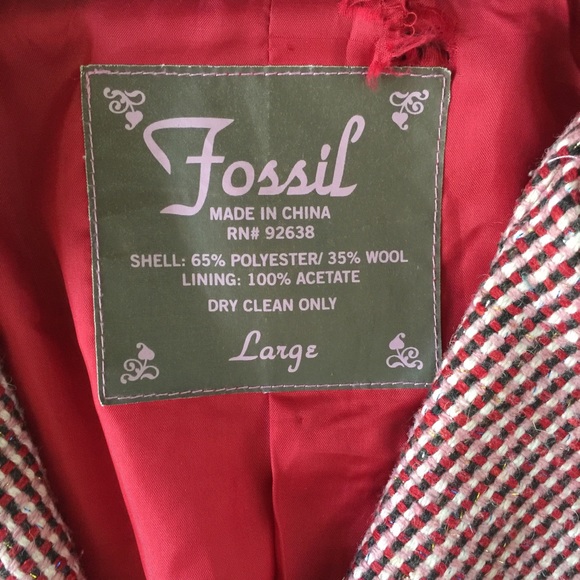 Fossil
MADE IN CHINA
RN# 92638
SHELL: 65% POLYESTER/ 35% WOOL
LINING: 100% ACETATE
DRY CLEAN ONLY
Large